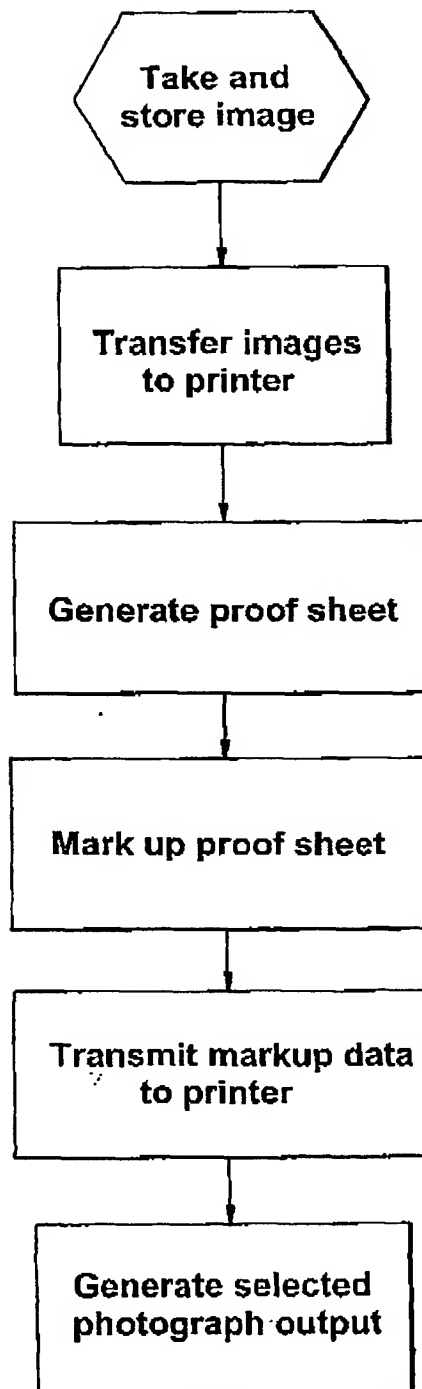 Take and
store image
Transfer images
to printer
Generate proof sheet
Mark up proof sheet
Transmit markup data
to printer
Generate selected
photograph output